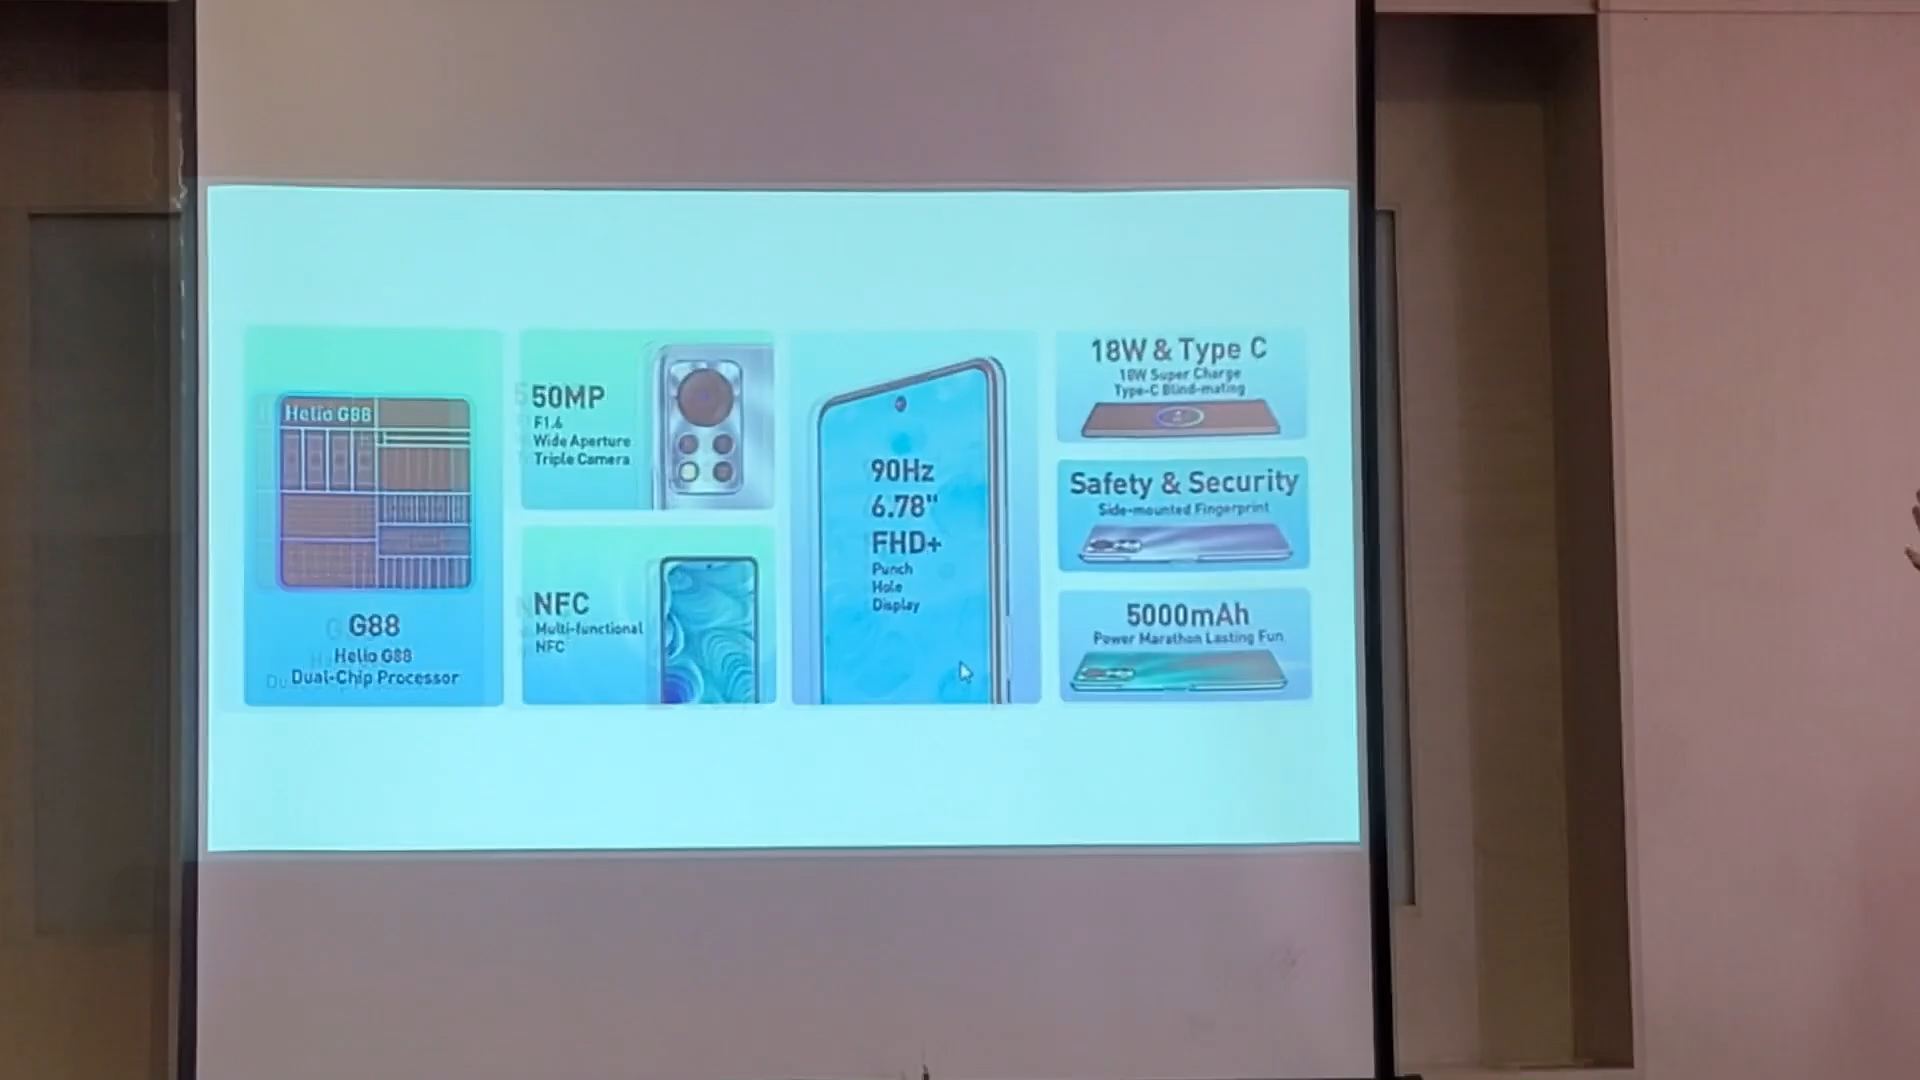 Helio G88
G88
Helio G88
Dual-Chip Processor
50MP
F1.6
Wide Aperture
Triple Camera
NFC
Multi-functional
NFC
90Hz
6.78"
FHD+
Punch
Hole
Display
18W & Type C
18W Super Charge
Type-C Blind-mating
Safety & Security
Side-mounted Fingerprint
5000mAh
Power Marathon Lasting Fun